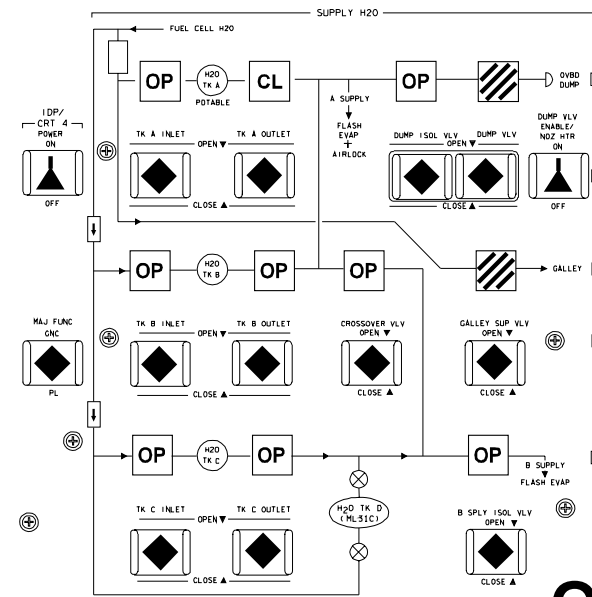 SUPPLY H2O
FUEL CELL H2O
OP
H2O
TK A
CL
POTABLE
OP
OVBD
DUMP
A SUPPLY
FLASH
EVAP
+
AIRLOCK
IDP/
CRT 4
POWER
ON
OFF
TK A INLET
TK A OUTLET
OPEN
CLOSE
DUMP ISOL VLV
DUMP VLV
OPEN
CLOSE
DUMP VLV
ENABLE/
NOZ HTR
ON
OFF
OP
H2O
TK B
OP
OP
GALLEY
MAJ FUNC
GNC
PL
TK B INLET
TK B OUTLET
OPEN
CLOSE
CROSSOVER VLV
OPEN
CLOSE
GALLEY SUP VLV
OPEN
CLOSE
OP
H2O
TK C
OP
OP
B SUPPLY
FLASH EVAP
H2O TK D
(ML31C)
TK C INLET
TK C OUTLET
OPEN
CLOSE
B SPLY ISOL VLV
OPEN
CLOSE